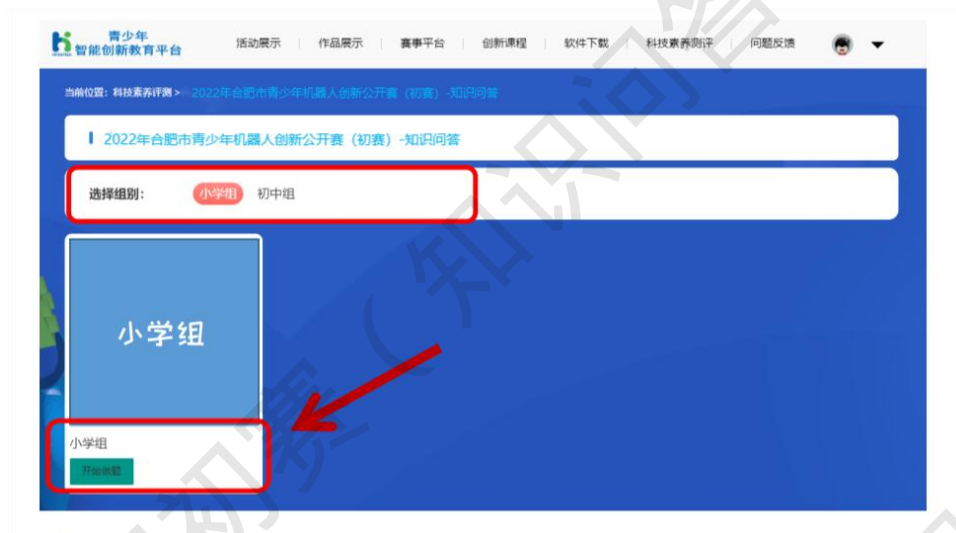 青少年
智能创新教育平台
活动展示 作品展示 赛事平台 创新课程 软件下载 科技素养测评 问题反馈
当前位置：科技素养评测 > 2022年合肥市青少年机器人创新公开赛（初赛）-知识问答
2022年合肥市青少年机器人创新公开赛（初赛）-知识问答
选择组别： 小学组 初中组
小学组
小学组
开始做题
初赛（知识问答